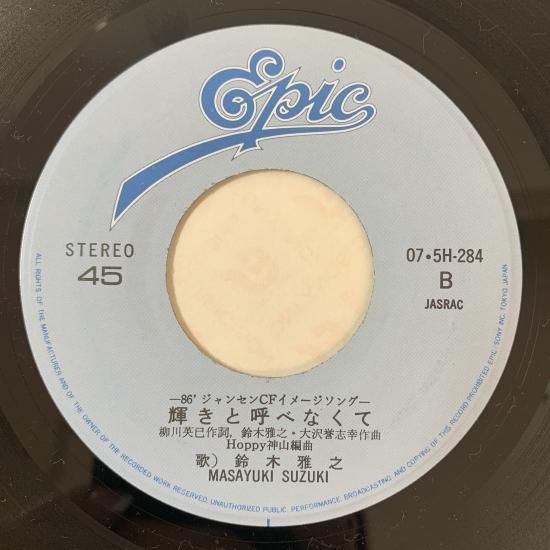 Epic
STEREO
45
07・5H-284
B
JASRAC
—86' ジャンセンCFイメージソング—
輝きと呼べなくて
柳川英巳作詞, 鈴木雅之・大沢誉志幸作曲
Hoppy神山編曲
歌) 鈴木雅之
MASAYUKI SUZUKI
ALL RIGHTS OF THE MANUFACTURER AND OF THE OWNER OF THE RECORDED WORK RESERVED. UNAUTHORIZED PUBLIC PERFORMANCE, BROADCASTING AND COPYING OF THIS RECORD PROHIBITED EPIC/SONY INC. TOKYO JAPAN